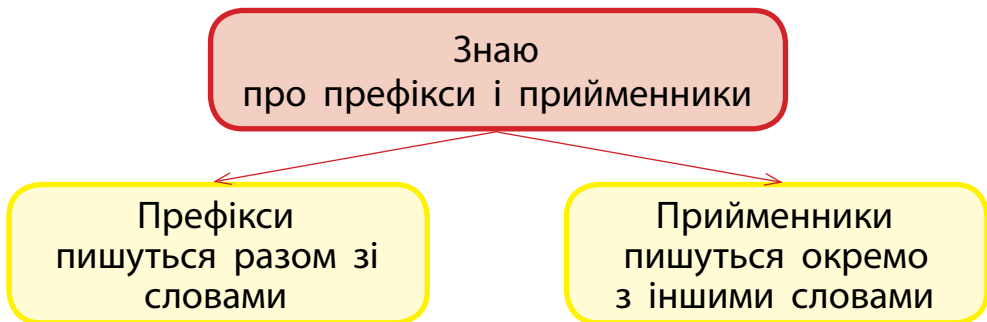 Знаю
про префікси і прийменники
Префікси
пишуться разом зі
словами
Прийменники
пишуться окремо
з іншими словами